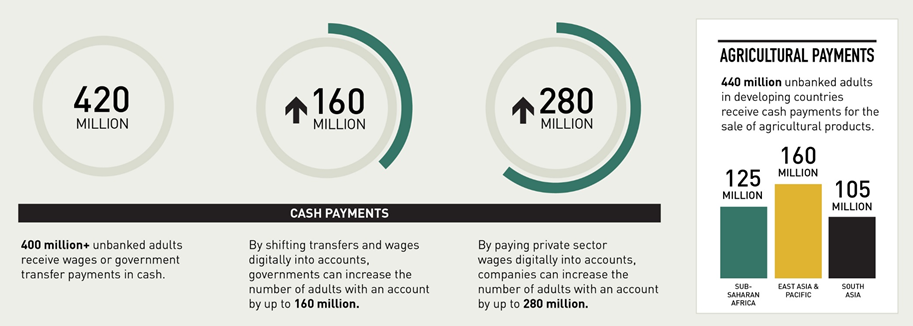 420
MILLION
160
MILLION
280
MILLION
CASH PAYMENTS
400 million+ unbanked adults
receive wages or government
transfer payments in cash.
By shifting transfers and wages
digitally into accounts,
governments can increase the
number of adults with an account
by up to 160 million.
By paying private sector
wages digitally into accounts,
companies can increase the
number of adults with an account
by up to 280 million.
AGRICULTURAL PAYMENTS
440 million unbanked adults
in developing countries
receive cash payments for the
sale of agricultural products.
125
MILLION
160
MILLION
105
MILLION
SUB-
SAHARAN
AFRICA
EAST ASIA &
PACIFIC
SOUTH
ASIA